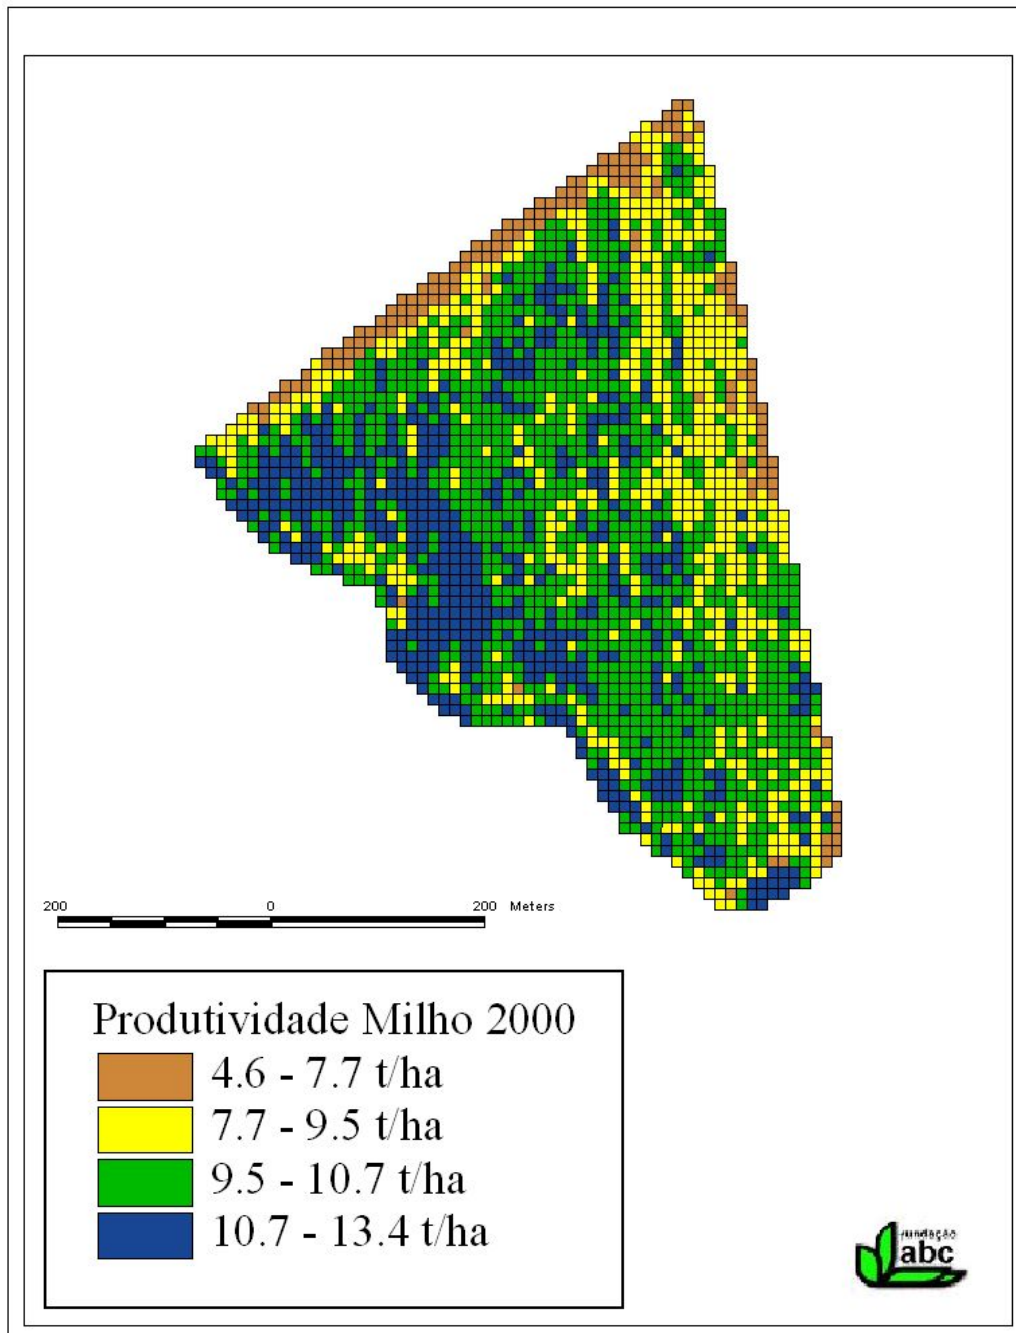 200 0 200 Meters
Produtividade Milho 2000
4.6 - 7.7 t/ha
7.7 - 9.5 t/ha
9.5 - 10.7 t/ha
10.7 - 13.4 t/ha
fundação
abc